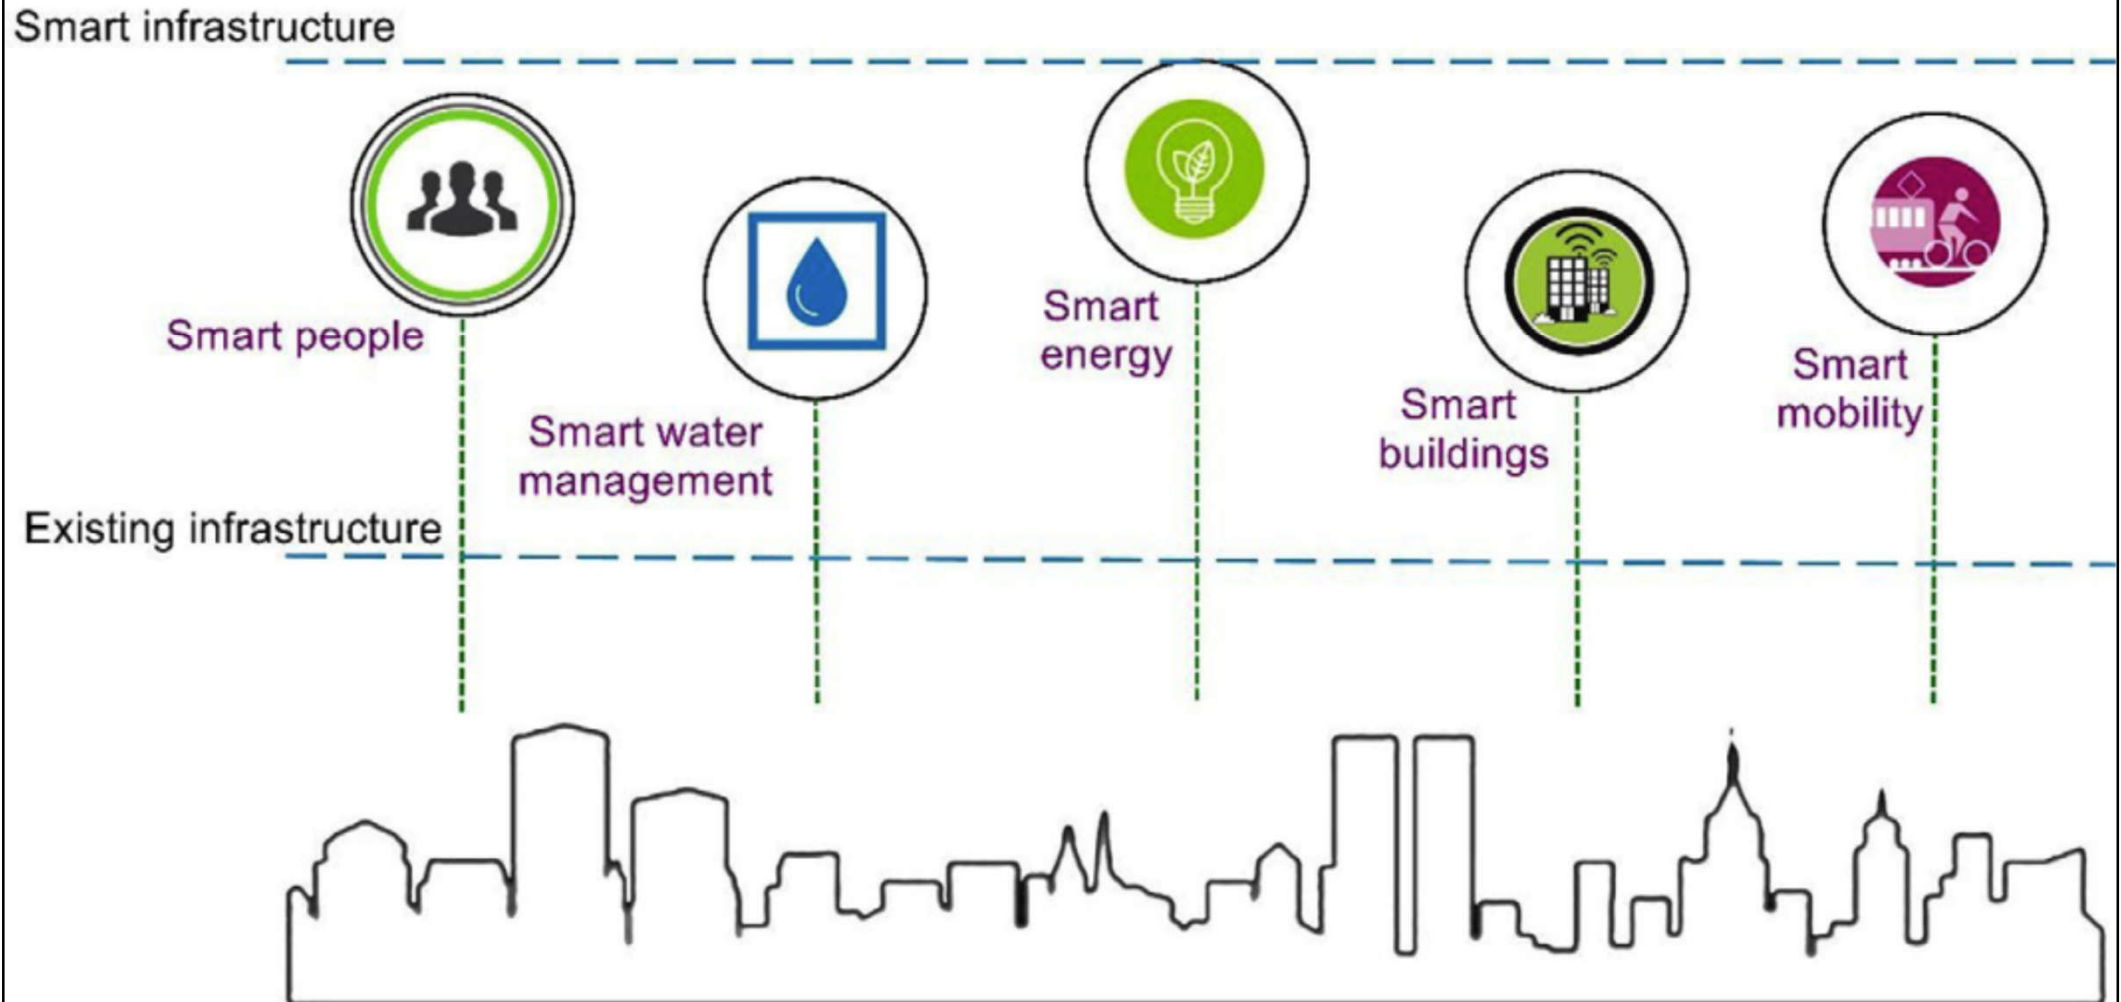 Smart infrastructure
Smart people
Smart water
management
Smart
energy
Smart
buildings
Smart
mobility
Existing infrastructure